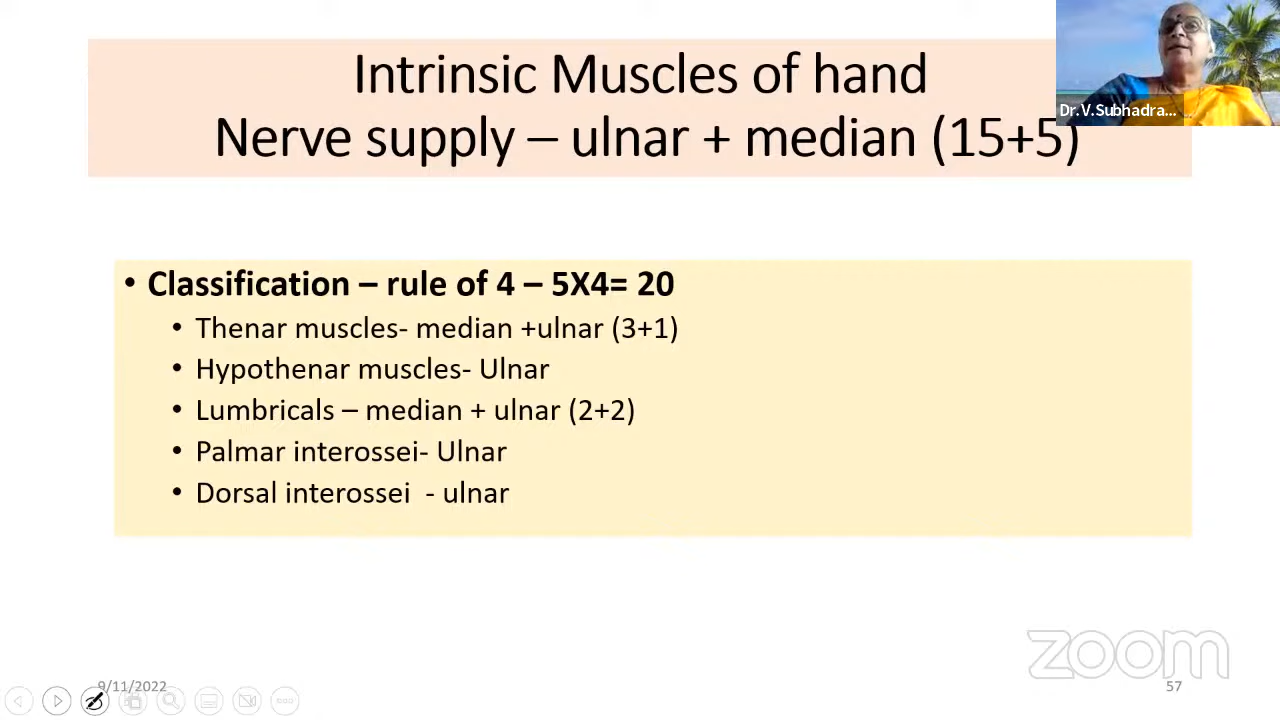 Intrinsic Muscles of hand
Nerve supply – ulnar + median (15+5)
Dr.V.Subhadra...
• Classification – rule of 4 – 5X4= 20
• Thenar muscles- median +ulnar (3+1)
• Hypothenar muscles- Ulnar
• Lumbricals – median + ulnar (2+2)
• Palmar interossei- Ulnar
• Dorsal interossei - ulnar
zoom
9/11/2022
57